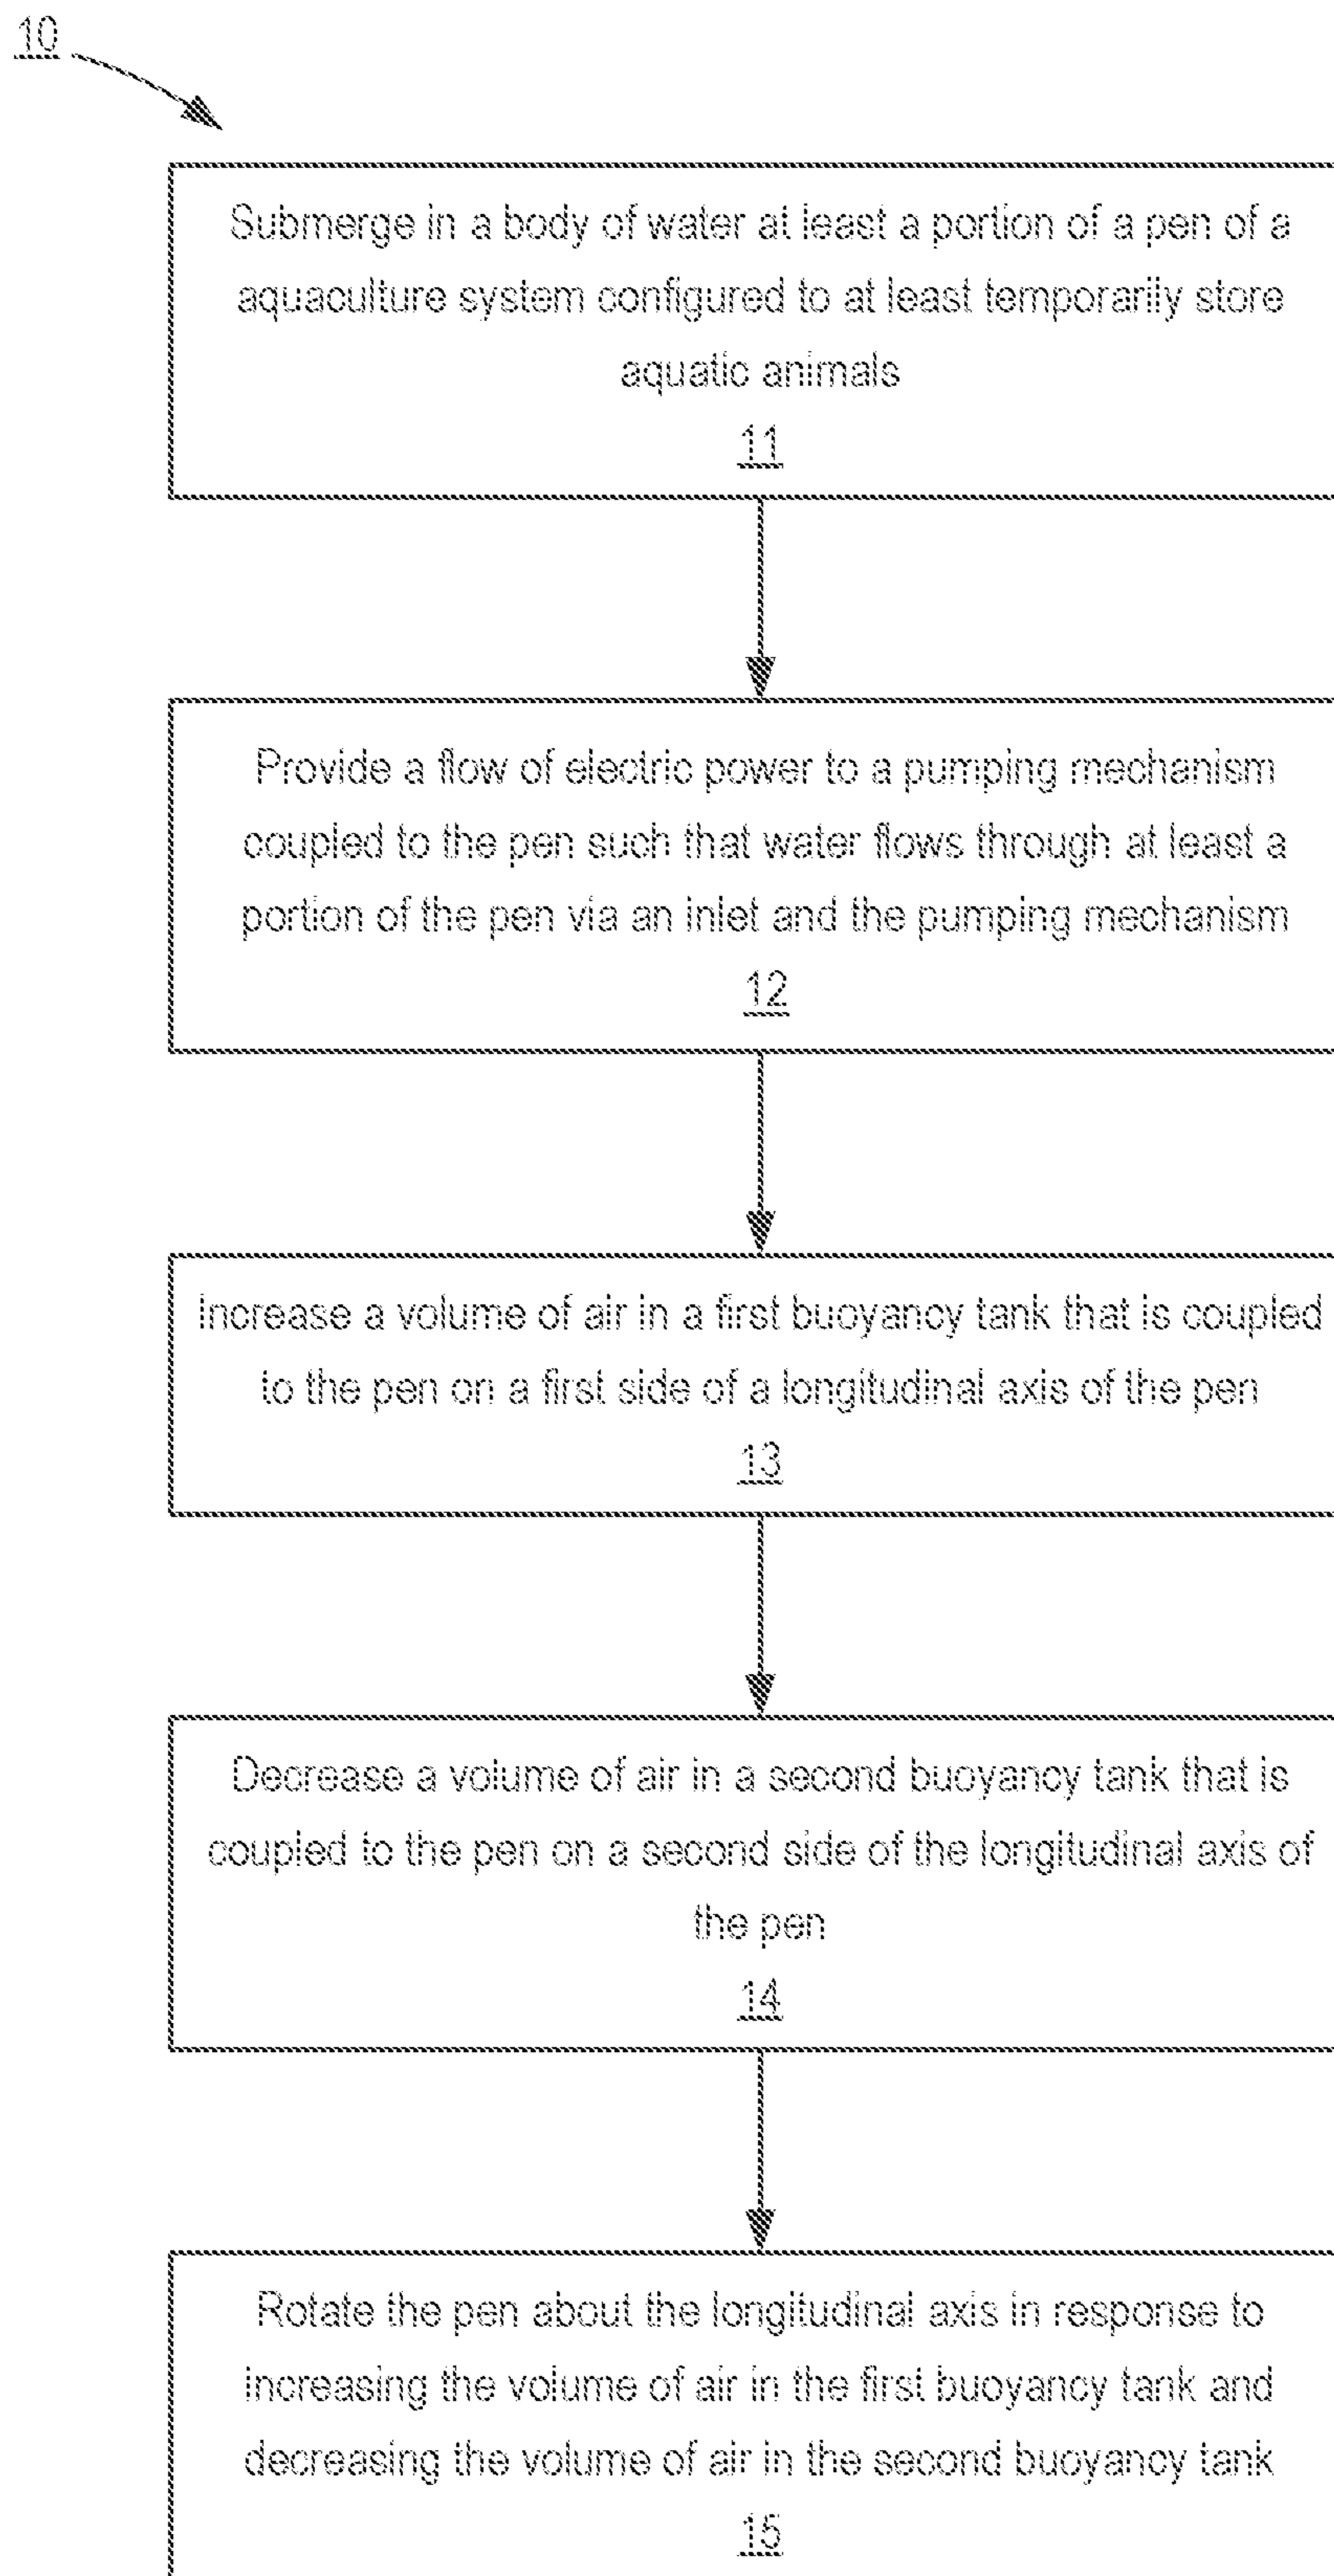 10
Submerge in a body of water at least a portion of a pen of a
aquaculture system configured to at least temporarily store
aquatic animals
11
Provide a flow of electric power to a pumping mechanism
coupled to the pen such that water flows through at least a
portion of the pen via an inlet and the pumping mechanism
12
Increase a volume of air in a first buoyancy tank that is coupled
to the pen on a first side of a longitudinal axis of the pen
13
Decrease a volume of air in a second buoyancy tank that is
coupled to the pen on a second side of the longitudinal axis of
the pen
14
Rotate the pen about the longitudinal axis in response to
increasing the volume of air in the first buoyancy tank and
decreasing the volume of air in the second buoyancy tank
15